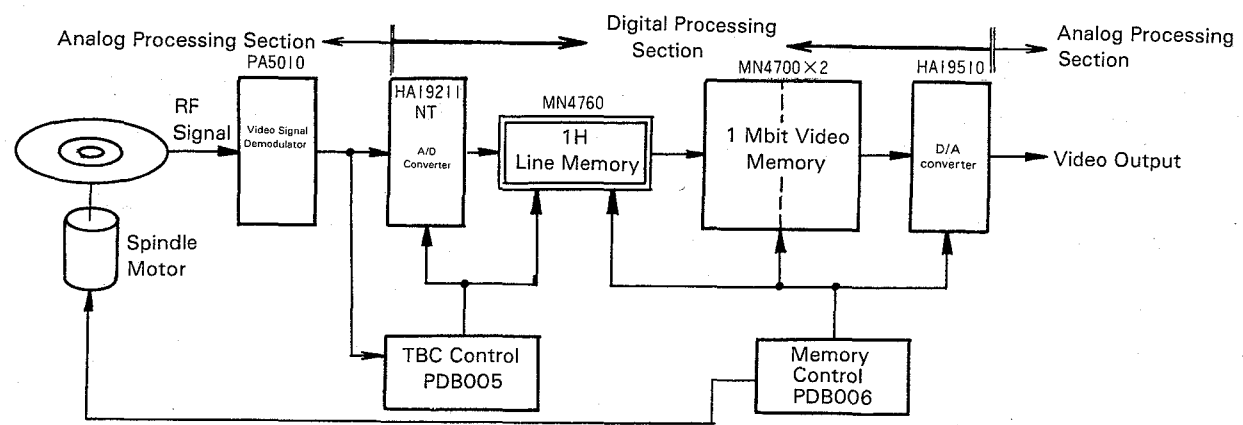 Analog Processing Section
Digital Processing
Section
Analog Processing
Section
PA5010
HA19211
NT
MN4760
MN4700×2
HA19510
RF
Signal
Video Signal
Demodulator
A/D
Converter
1H
Line Memory
1 Mbit Video
Memory
D/A
converter
Video Output
Spindle
Motor
TBC Control
PDB005
Memory
Control
PDB006